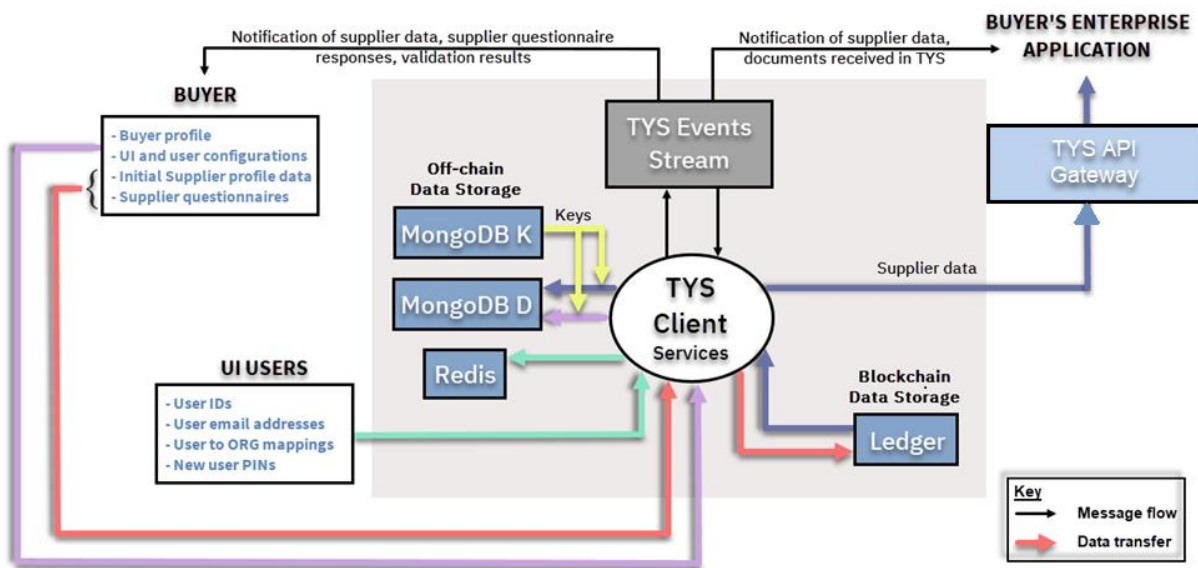 Notification of supplier data, supplier questionnaire
responses, validation results
Notification of supplier data,
documents received in TYS
BUYER'S ENTERPRISE
APPLICATION
BUYER
- Buyer profile
- UI and user configurations
- Initial Supplier profile data
- Supplier questionnaires
{
TYS Events
Stream
TYS API
Gateway
Off-chain
Data Storage
Keys
MongoDB K
MongoDB D
Redis
TYS
Client
Services
Supplier data
UI USERS
- User IDs
- User email addresses
- User to ORG mappings
- New user PINs
Blockchain
Data Storage
Ledger
Key
Message flow
Data transfer